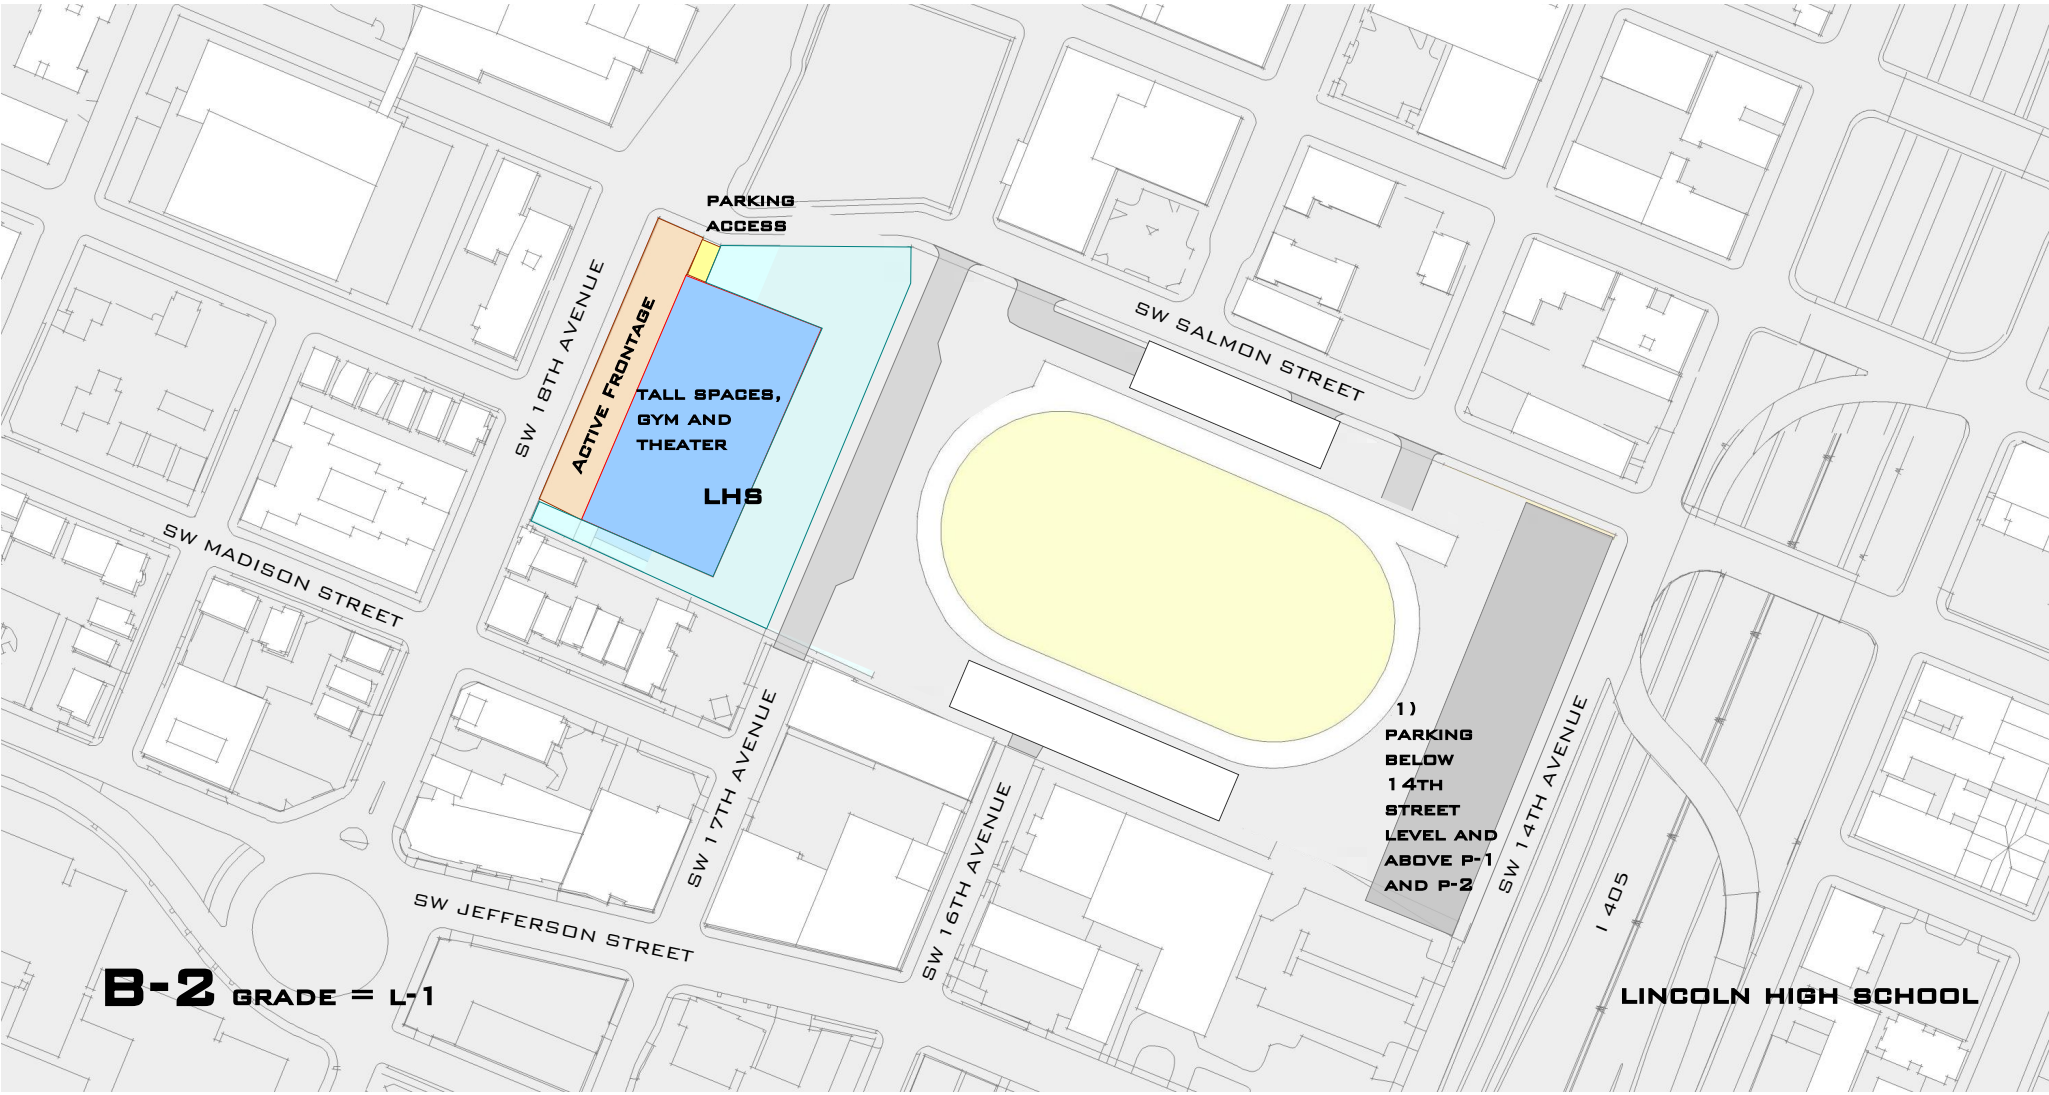 PARKING
ACCESS
SW 18TH AVENUE
ACTIVE FRONTAGE
TALL SPACES,
GYM AND
THEATER
LHS
SW SALMON STREET
SW MADISON STREET
SW 17TH AVENUE
SW 16TH AVENUE
1)
PARKING
BELOW
14TH
STREET
LEVEL AND
ABOVE P-1
AND P-2
SW 14TH AVENUE
I 405
SW JEFFERSON STREET
B-2 GRADE = L-1
LINCOLN HIGH SCHOOL